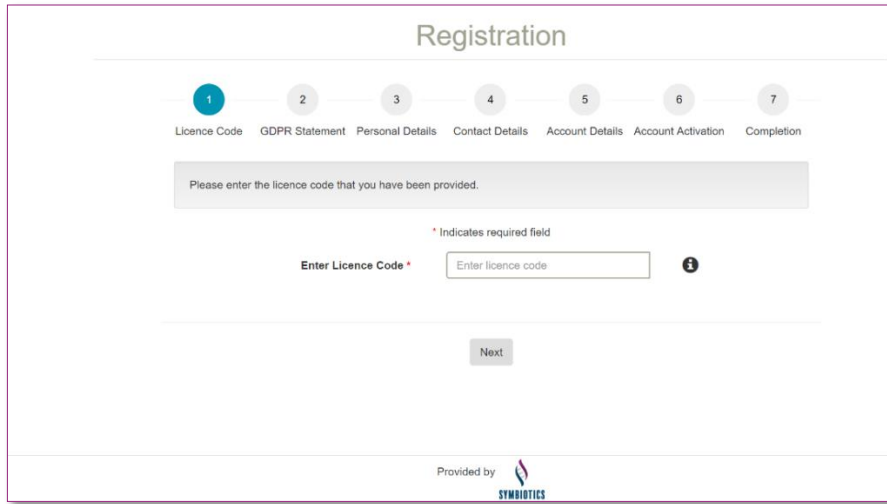 Registration
1 2 3 4 5 6 7
Licence Code GDPR Statement Personal Details Contact Details Account Details Account Activation Completion
Please enter the licence code that you have been provided.
* Indicates required field
Enter Licence Code * Enter licence code
Next
Provided by
SYMBIOTICS